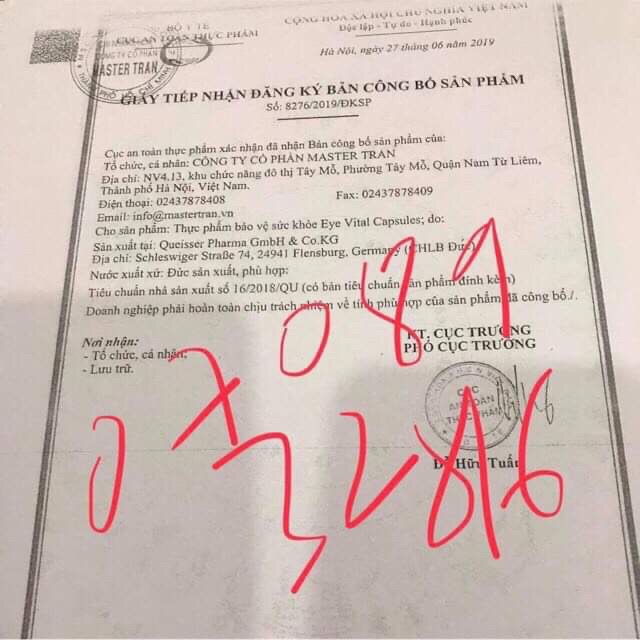 BỘ Y TẾ
CỤC AN TOÀN THỰC PHẨM
CỘNG HÒA XÃ HỘI CHỦ NGHĨA VIỆT NAM
Độc lập - Tự do - Hạnh phúc
CÔNG TY CỔ PHẦN
MASTER TRAN
Hà Nội, ngày 27 tháng 06 năm 2019
GIẤY TIẾP NHẬN ĐĂNG KÝ BẢN CÔNG BỐ SẢN PHẨM
Số: 8276/2019/ĐKSP
Cục an toàn thực phẩm xác nhận đã nhận Bản công bố sản phẩm của:
Tổ chức, cá nhân: CÔNG TY CỔ PHẦN MASTER TRAN
Địa chỉ: NV4.13, khu chức năng đô thị Tây Mỗ, Phường Tây Mỗ, Quận Nam Từ Liêm,
Thành phố Hà Nội, Việt Nam.
Điện thoại: 02437878408 Fax: 02437878409
Email: info@mastertran.vn
Cho sản phẩm: Thực phẩm bảo vệ sức khỏe Eye Vital Capsules; do:
Sản xuất tại: Queisser Pharma GmbH & Co.KG
Địa chỉ: Schleswiger Straße 74, 24941 Flensburg, Germany (CHLB Đức)
Nước xuất xứ: Đức sản xuất, phù hợp:
Tiêu chuẩn nhà sản xuất số 16/2018/QU (có bản tiêu chuẩn sản phẩm đính kèm)
Doanh nghiệp phải hoàn toàn chịu trách nhiệm về tính phù hợp của sản phẩm đã công bố./.
Nơi nhận:
- Tổ chức, cá nhân;
- Lưu trữ.
KT. CỤC TRƯỞNG
PHÓ CỤC TRƯỞNG
CỤC
AN TOÀN
THỰC PHẨM
Đỗ Hữu Tuấn